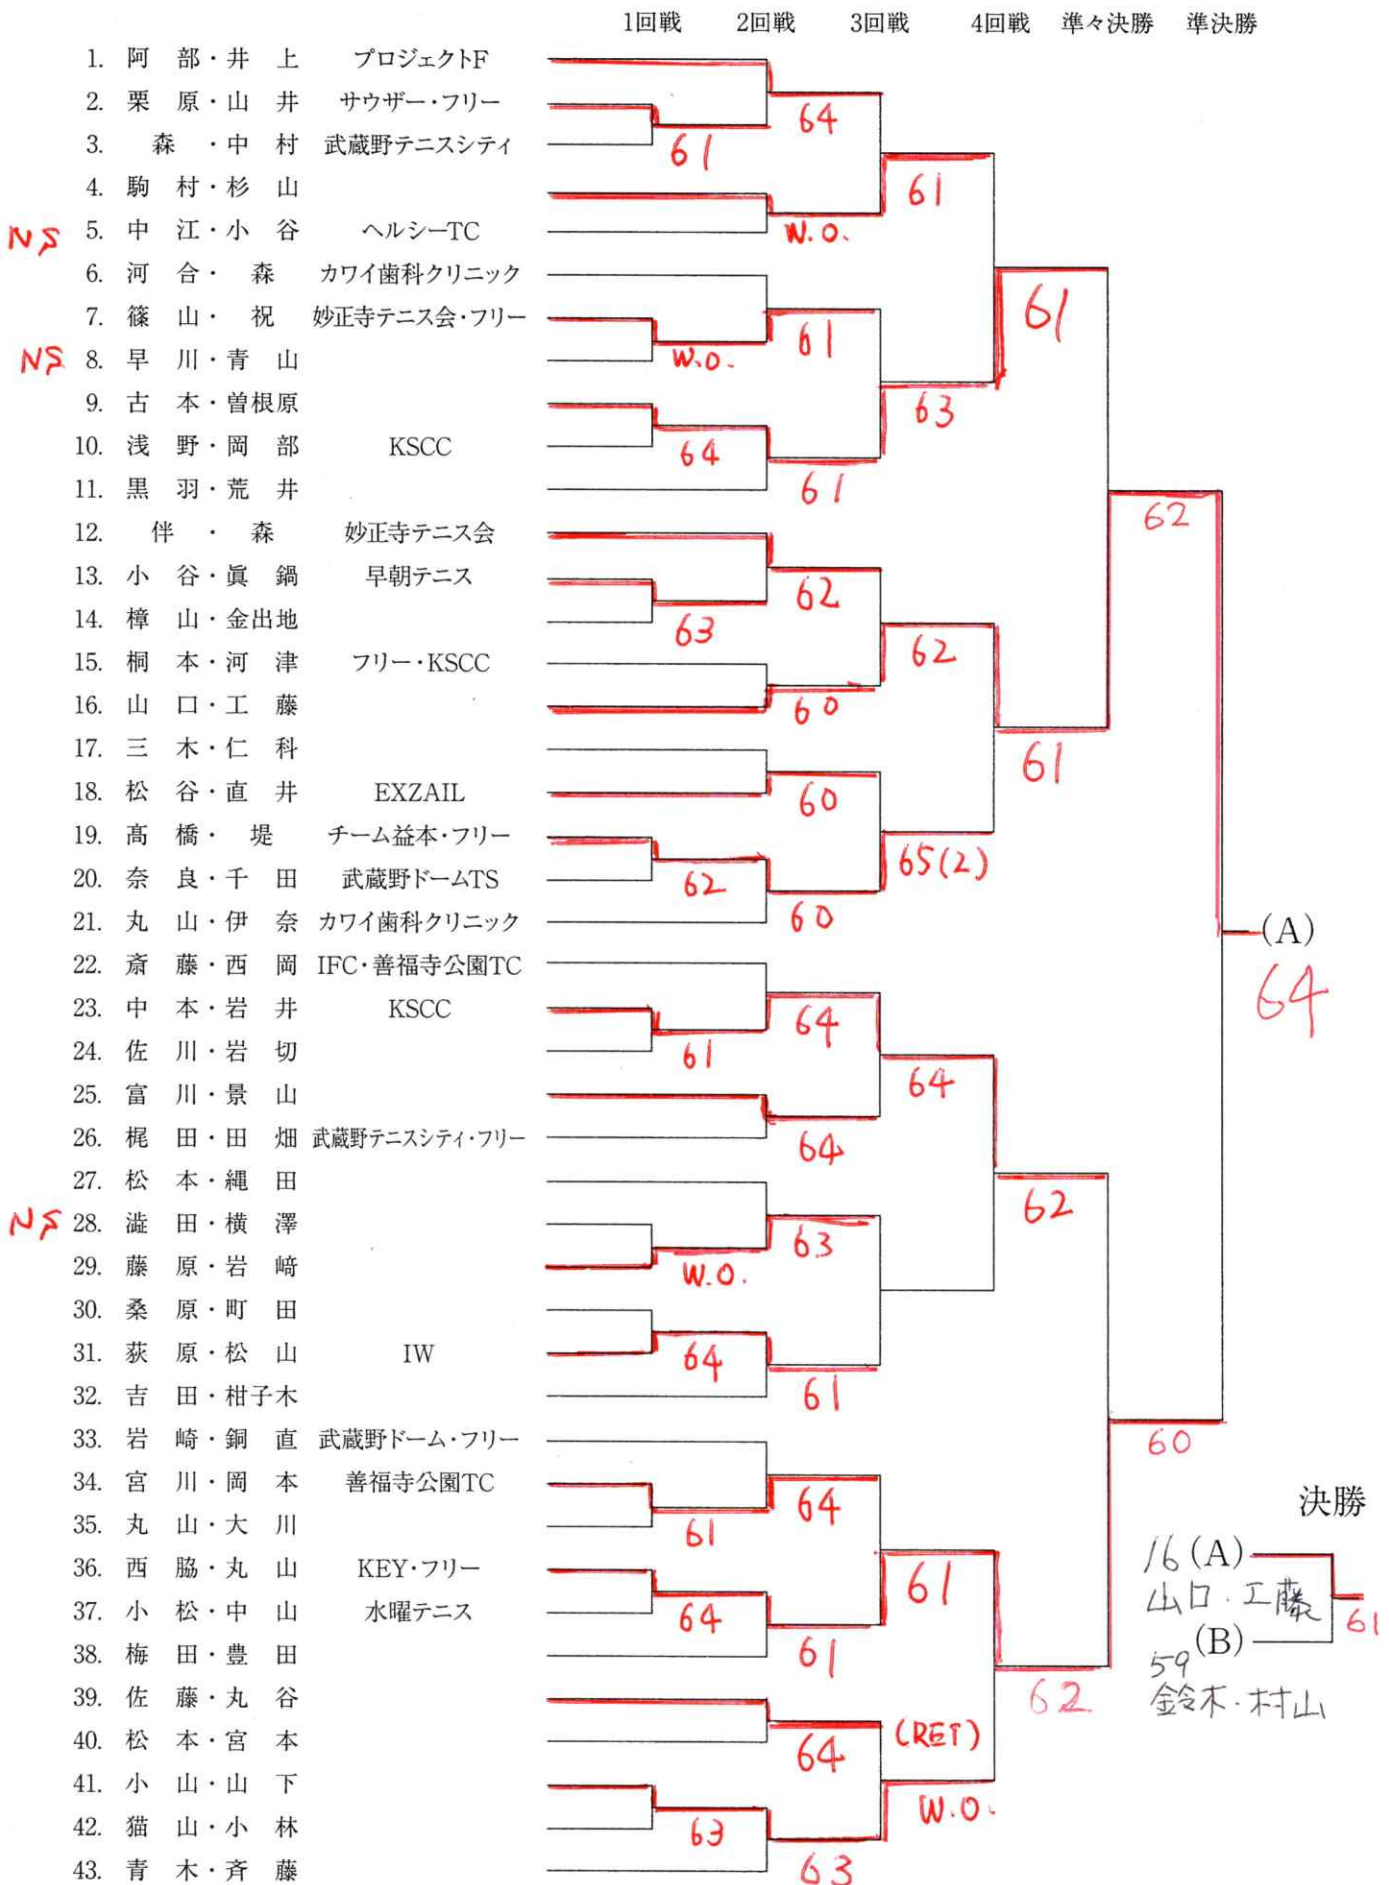 1回戦 2回戦 3回戦 4回戦 準々決勝 準決勝
1. 阿 部・井 上 プロジェクトF
2. 栗 原・山 井 サウザー・フリー
64
3. 森 ・中 村 武蔵野テニスシティ
61
4. 駒 村・杉 山
61
NS 5. 中 江・小 谷 ヘルシーTC
W.O.
6. 河 合・ 森 カワイ歯科クリニック
7. 篠 山・ 祝 妙正寺テニス会・フリー
61 61
NS 8. 早 川・青 山
W.O.
9. 古 本・曽根原
63
10. 浅 野・岡 部 KSCC
64
11. 黒 羽・荒 井
61 62
12. 伴 ・ 森 妙正寺テニス会
13. 小 谷・眞 鍋 早朝テニス
62
14. 樟 山・金出地
63
15. 桐 本・河 津 フリー・KSCC
62
16. 山 口・工 藤
60
17. 三 木・仁 科
61
18. 松 谷・直 井 EXZAIL
60
19. 髙 橋・ 堤 チーム益本・フリー
65(2)
20. 奈 良・千 田 武蔵野ドームTS
62
21. 丸 山・伊 奈 カワイ歯科クリニック
60 (A)
22. 斎 藤・西 岡 IFC・善福寺公園TC
64
23. 中 本・岩 井 KSCC
64
24. 佐 川・岩 切
61
25. 富 川・景 山
64
26. 梶 田・田 畑 武蔵野テニスシティ・フリー
64
27. 松 本・縄 田
62
NS 28. 澁 田・横 澤
63
29. 藤 原・岩 﨑
W.O.
30. 桑 原・町 田
31. 荻 原・松 山 IW
64
32. 吉 田・柑子木
61
33. 岩 崎・銅 直 武蔵野ドーム・フリー
60
34. 宮 川・岡 本 善福寺公園TC
64 決勝
35. 丸 山・大 川
61
36. 西 脇・丸 山 KEY・フリー
61 16 (A)
37. 小 松・中 山 水曜テニス
64 山口・工藤 61
38. 梅 田・豊 田
61 59 (B)
39. 佐 藤・丸 谷
62 鈴木・村山
40. 松 本・宮 本
64 (RET)
41. 小 山・山 下
W.O.
42. 猫 山・小 林
63
43. 青 木・斉 藤
63